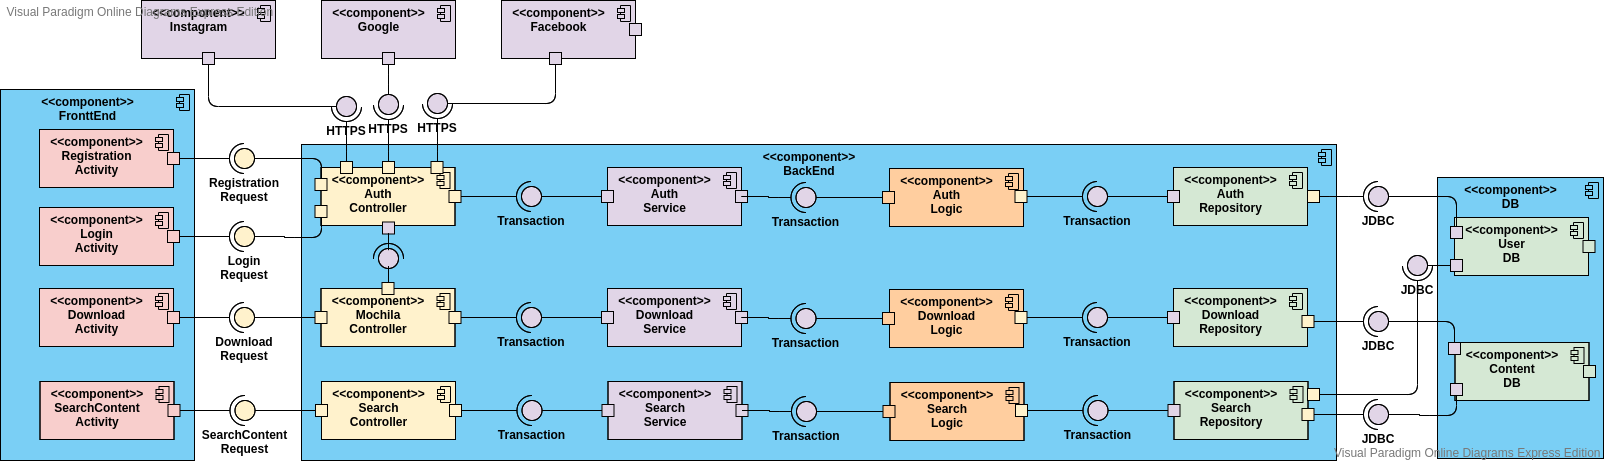 Visual Paradigm Online Diagrams Express Edition
<<component>>
Instagram
<<component>>
Google
<<component>>
Facebook
HTTPS
HTTPS
HTTPS
<<component>>
FronttEnd
<<component>>
Registration
Activity
<<component>>
Login
Activity
<<component>>
Download
Activity
<<component>>
SearchContent
Activity
Registration
Request
Login
Request
Download
Request
SearchContent
Request
<<component>>
BackEnd
<<component>>
Auth
Controller
Transaction
<<component>>
Auth
Service
Transaction
<<component>>
Auth
Logic
Transaction
<<component>>
Auth
Repository
JDBC
<<component>>
Mochila
Controller
Transaction
<<component>>
Download
Service
Transaction
<<component>>
Download
Logic
Transaction
<<component>>
Download
Repository
JDBC
JDBC
<<component>>
Search
Controller
Transaction
<<component>>
Search
Service
Transaction
<<component>>
Search
Logic
Transaction
<<component>>
Search
Repository
JDBC
<<component>>
DB
<<component>>
User
DB
<<component>>
Content
DB
Visual Paradigm Online Diagrams Express Edition